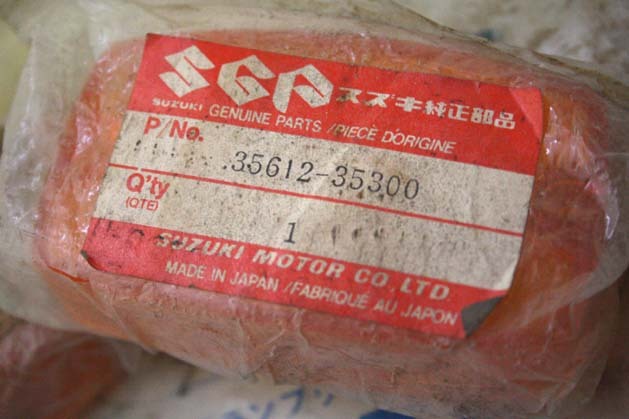 SGP スズキ純正部品
SUZUKI GENUINE PARTS /PIECE DORIGINE
P/No. 35612-35300
Q'ty 1
(QTE)
SUZUKI MOTOR CO., LTD.
MADE IN JAPAN /FABRIQUÉ AU JAPON